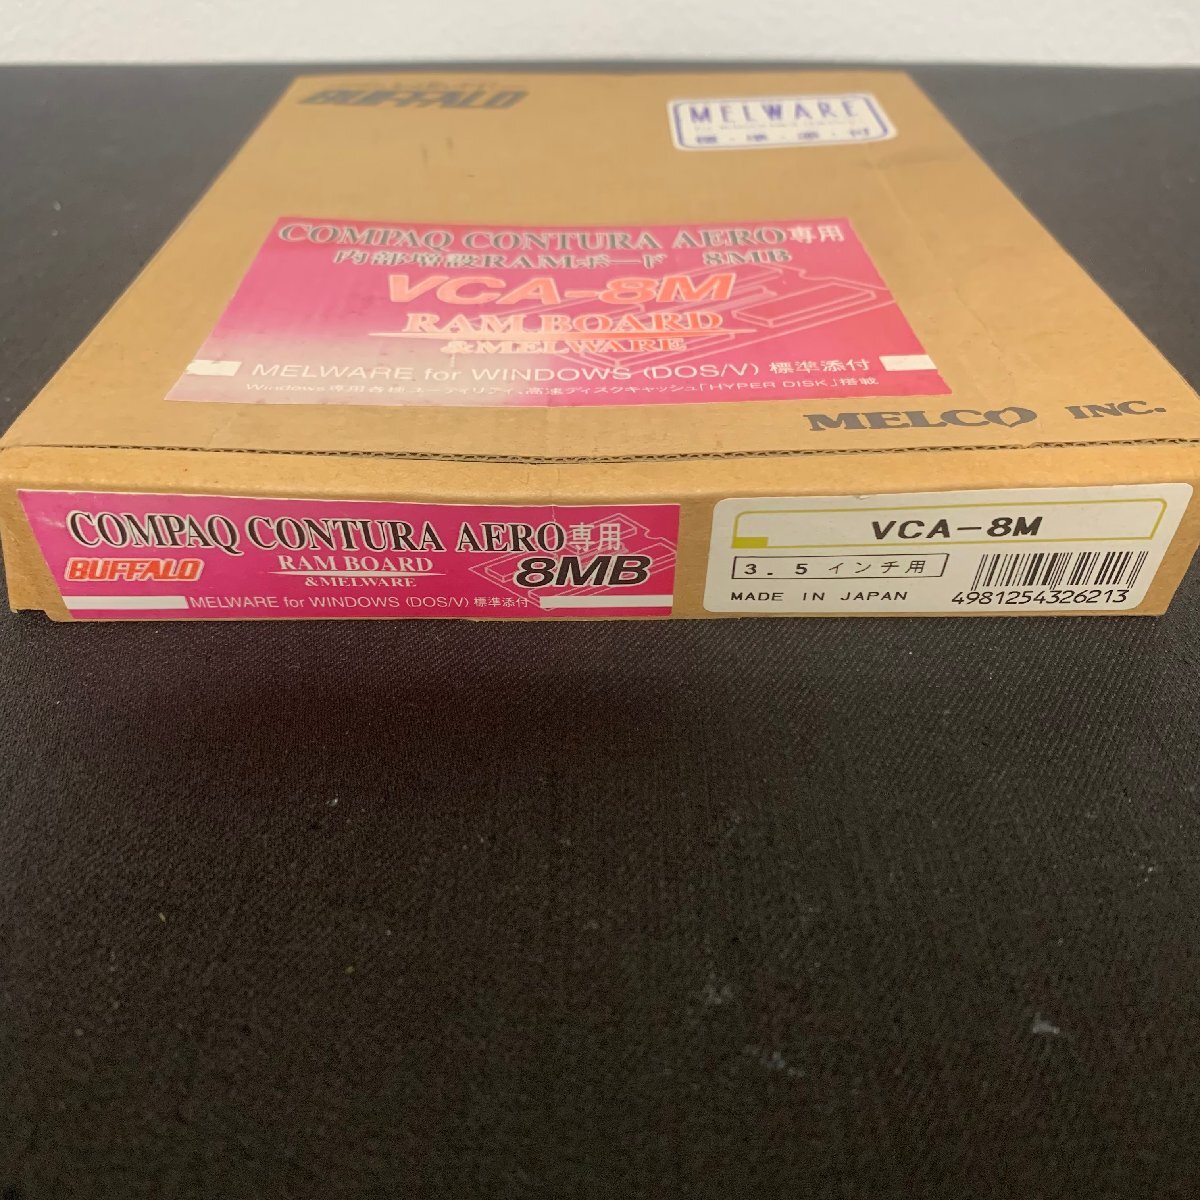 BUFFALO
MELWARE
標・準・添・付
COMPAQ CONTURA AERO専用
内部増設RAMボード 8MB
VCA-8M
RAM BOARD
&MELWARE
MELWARE for WINDOWS (DOS/V) 標準添付
Windows専用各種ユーティリティ、高速ディスクキャッシュ「HYPER DISK」搭載
MELCO INC.
COMPAQ CONTURA AERO専用
BUFFALO
RAM BOARD
&MELWARE
8MB
MELWARE for WINDOWS (DOS/V) 標準添付
VCA-8M
3.5インチ用
MADE IN JAPAN
4981254326213